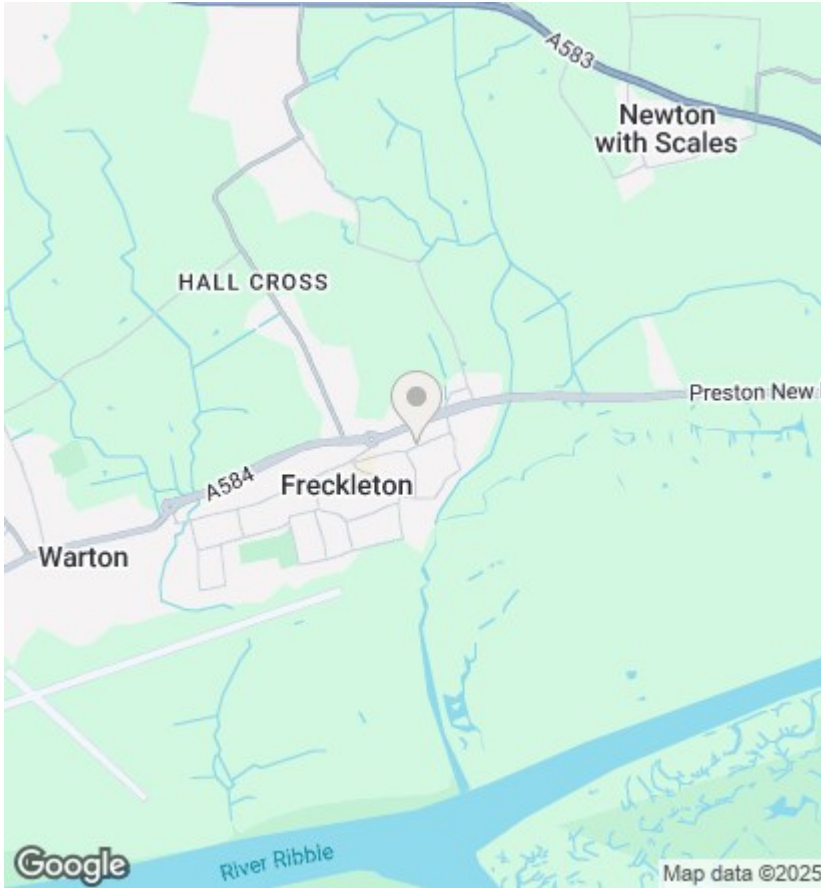 A583
Newton
with Scales
HALL CROSS
Preston New
A584
Freckleton
Warton
River Ribble
Google
Map data ©2025